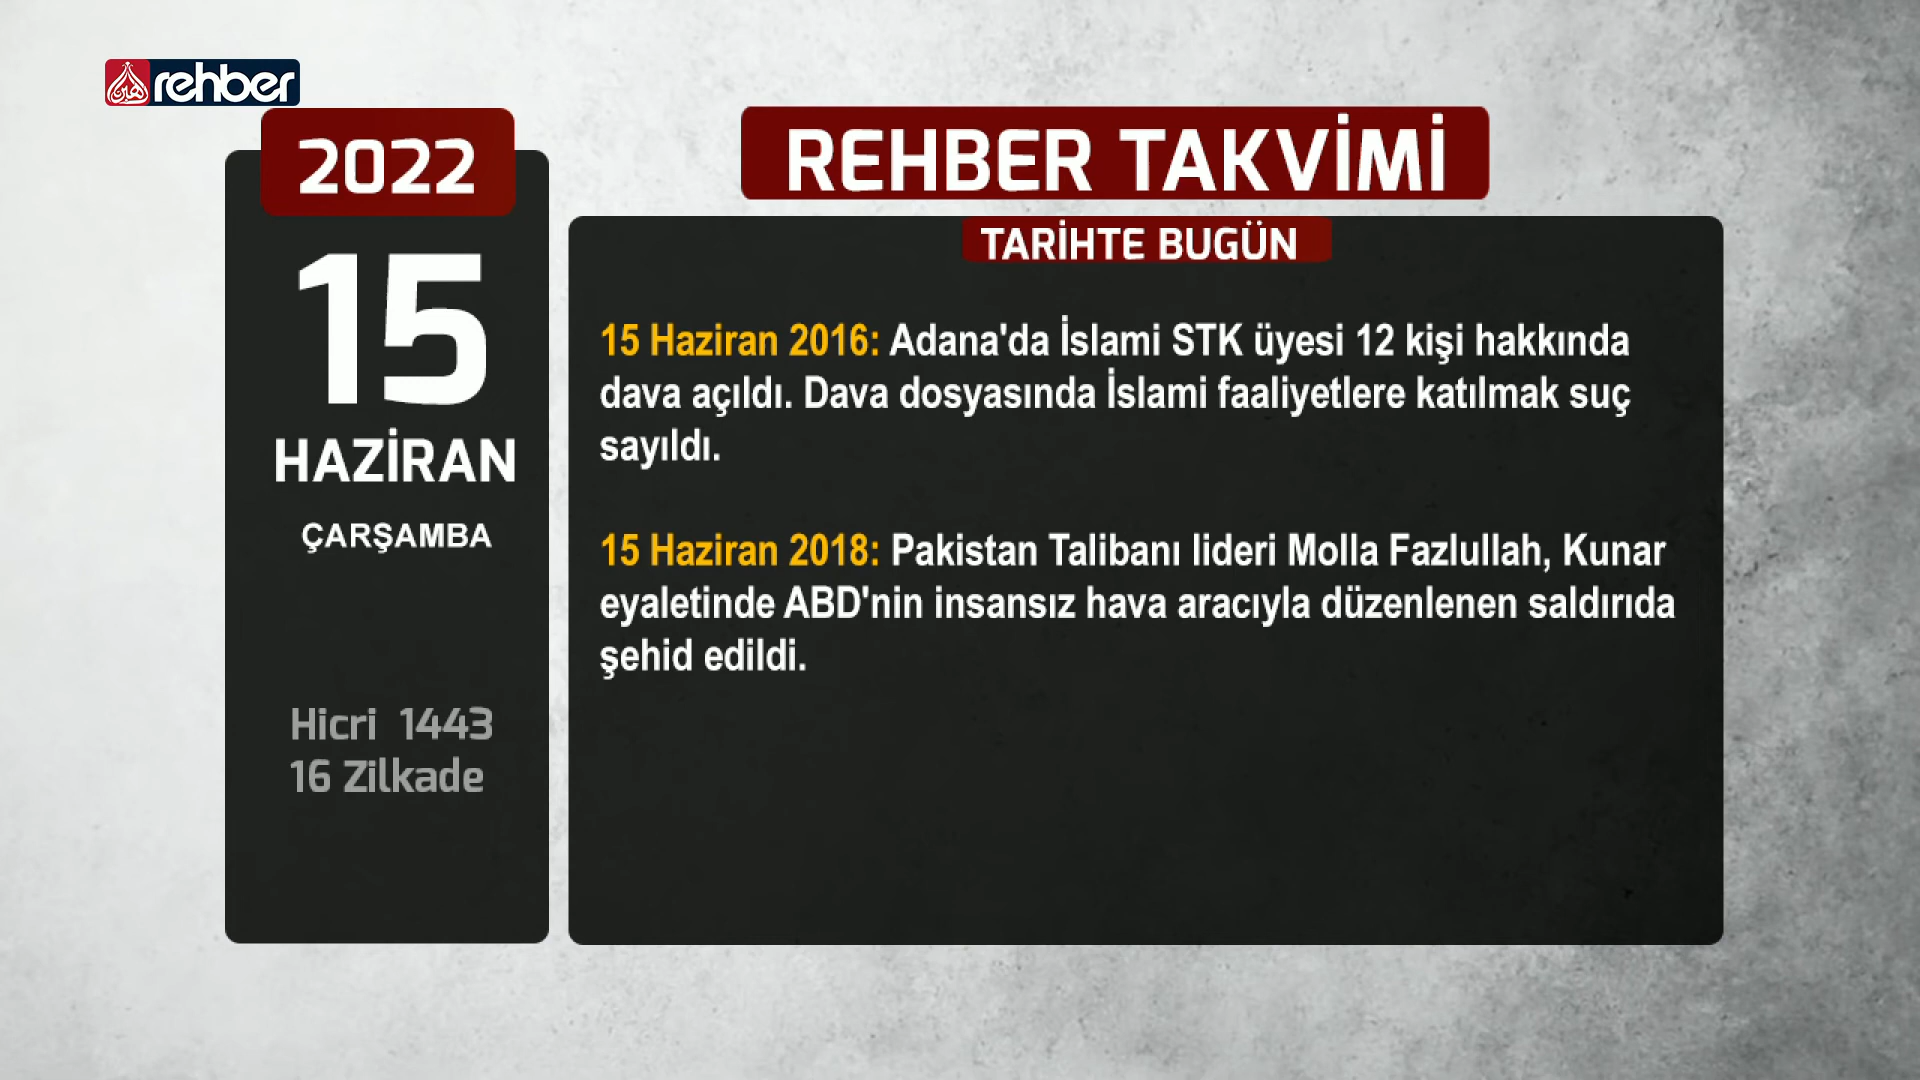 rehber
2022
15
HAZİRAN
ÇARŞAMBA
Hicri 1443
16 Zilkade
REHBER TAKVİMİ
TARİHTE BUGÜN
15 Haziran 2016: Adana'da İslami STK üyesi 12 kişi hakkında
dava açıldı. Dava dosyasında İslami faaliyetlere katılmak suç
sayıldı.
15 Haziran 2018: Pakistan Talibanı lideri Molla Fazlullah, Kunar
eyaletinde ABD'nin insansız hava aracıyla düzenlenen saldırıda
şehid edildi.